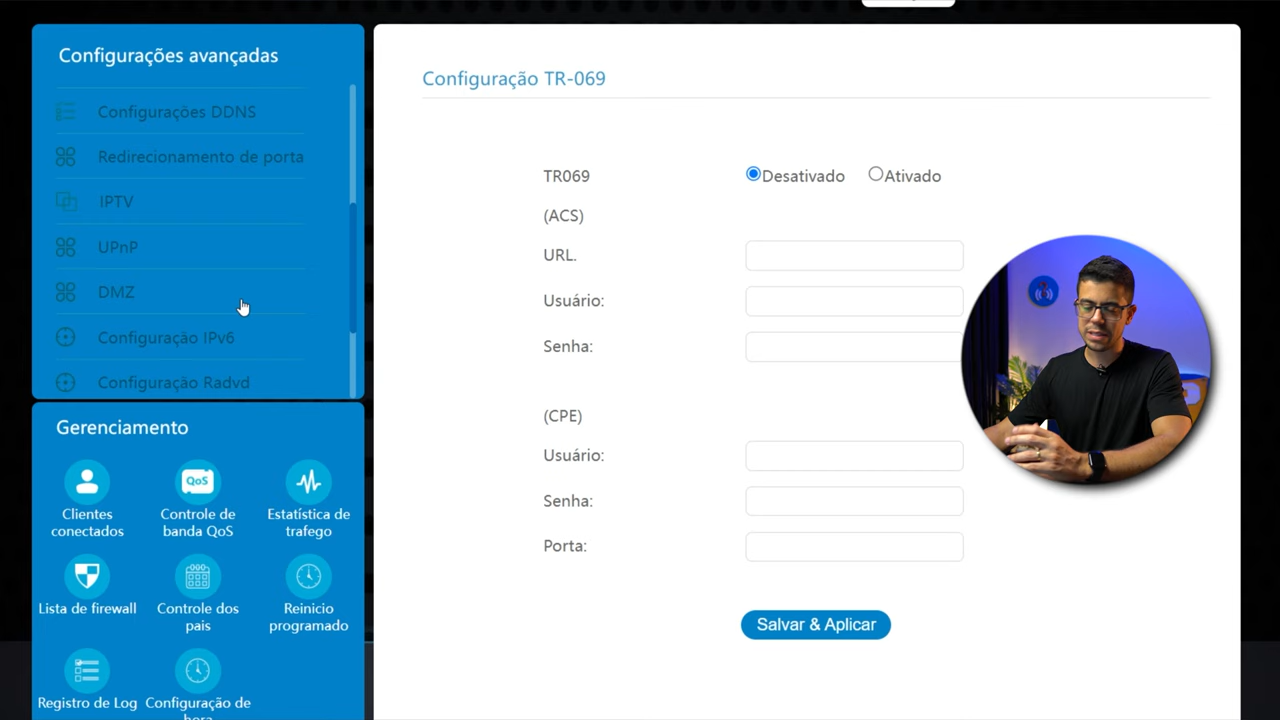 Configurações avançadas
Configurações DDNS
Redirecionamento de porta
IPTV
UPnP
DMZ
Configuração IPv6
Configuração Radvd
Gerenciamento
Clientes
conectados
QoS
Controle de
banda QoS
Estatística de
trafego
Lista de firewall
Controle dos
pais
Reinicio
programado
Registro de Log
Configuração de
hora
Configuração TR-069
TR069
Desativado
Ativado
(ACS)
URL.
Usuário:
Senha:
(CPE)
Usuário:
Senha:
Porta:
Salvar & Aplicar